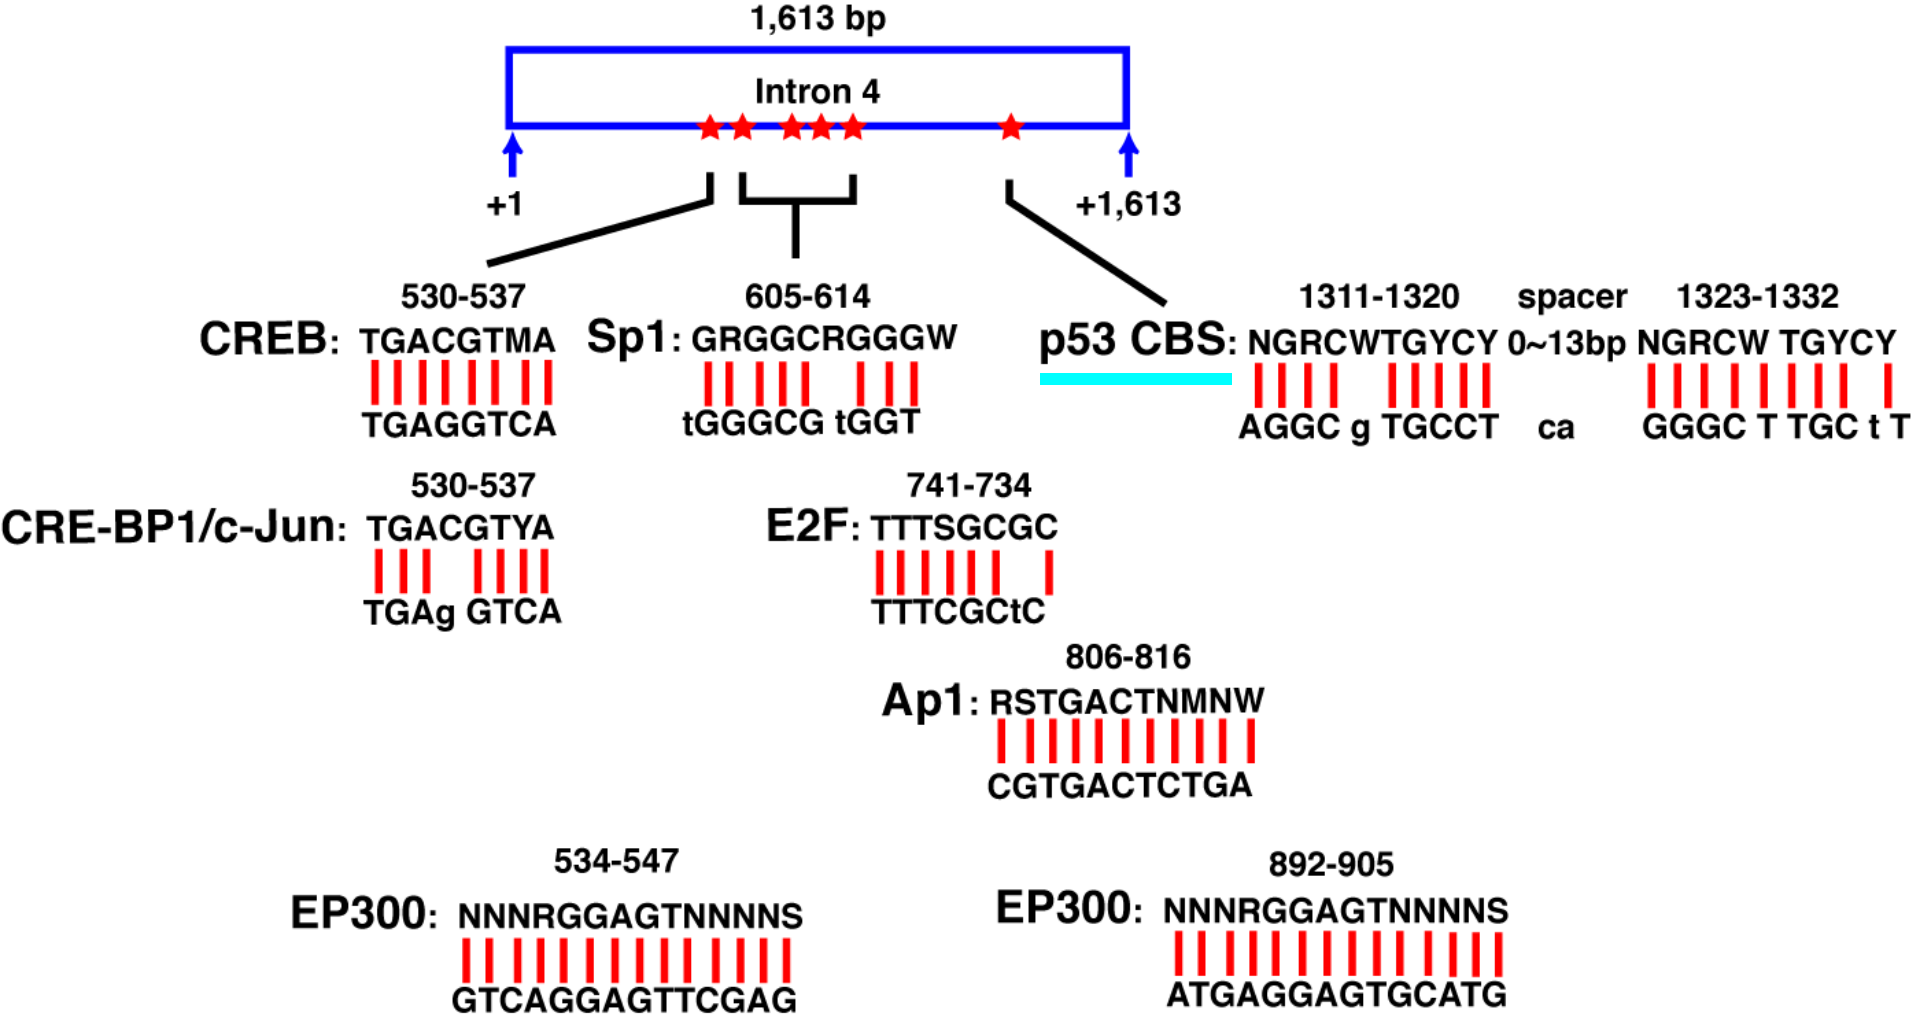 1,613 bp
Intron 4
+1
+1,613
530-537
605-614
1311-1320 spacer 1323-1332
CREB: TGACGTMA
Sp1: GRGGCRGGGW
p53 CBS: NGRCWTGYCY 0~13bp NGRCW TGYCY
TGAGGTCA
tGGGCG tGGT
AGGC g TGCCT ca GGGC T TGC t T
530-537
741-734
CRE-BP1/c-Jun: TGACGTYA
E2F: TTTSGCGC
TGAg GTCA
TTTCGCtC
806-816
Ap1: RSTGACTNMNW
CGTGACTCTGA
534-547
892-905
EP300: NNNRGGAGTNNNNS
EP300: NNNRGGAGTNNNNS
GTCAGGAGTTCGAG
ATGAGGAGTGCATG